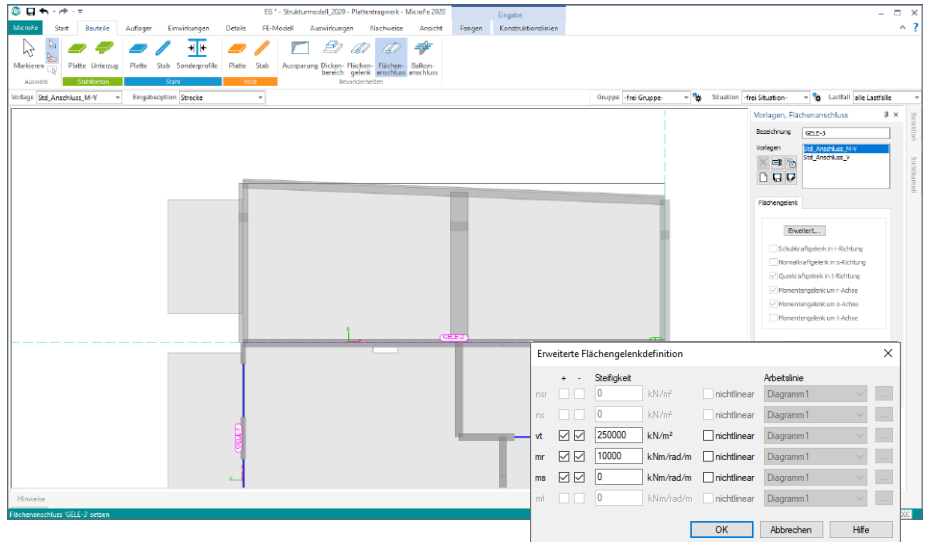 EG * - Strukturmodell_2020 - Plattentragwerk - MicroFe 2020
Eingabe
MicroFe Start Bauteile Auflager Einwirkungen Details FE-Modell Auswirkungen Nachweise Ansicht Fangen Konstruktionslinien
Markieren Platte Unterzug Platte Stab Sonderprofile Platte Stab Aussparung Dicken-bereich Flächen-gelenk Flächen-anschluss Balkon-anschluss
Auswahl Stahlbeton Stahl Holz Besonderheiten
Vorlage Std_Anschluss_M-V Eingabeoption Strecke Gruppe -frei Gruppe- Situation -frei Situation- Lastfall alle Lastfälle
Vorlagen, Flächenanschluss
Bezeichnung GELE-3
Vorlagen Std_Anschluss_M-V
Std_Anschluss_V
Flächengelenk
Erweitert...
Schubkraftgelenk in r-Richtung
Normalkraftgelenk in s-Richtung
Querkraftgelenk in t-Richtung
Momentengelenk um r-Achse
Momentengelenk um s-Achse
Momentengelenk um t-Achse
Selektion
Sichtbarkeit
GELE-2
GELE-1
Erweiterte Flächengelenkdefinition
+ - Steifigkeit Arbeitslinie
nsr 0 kN/m² nichtlinear Diagramm1 ...
ns 0 kN/m² nichtlinear Diagramm1 ...
vt 250000 kN/m² nichtlinear Diagramm1 ...
mr 10000 kNm/rad/m nichtlinear Diagramm1 ...
ms 0 kNm/rad/m nichtlinear Diagramm1 ...
mt 0 kNm/rad/m nichtlinear Diagramm1 ...
OK Abbrechen Hilfe
Hinweise
Flächenanschluss 'GELE-3' setzen